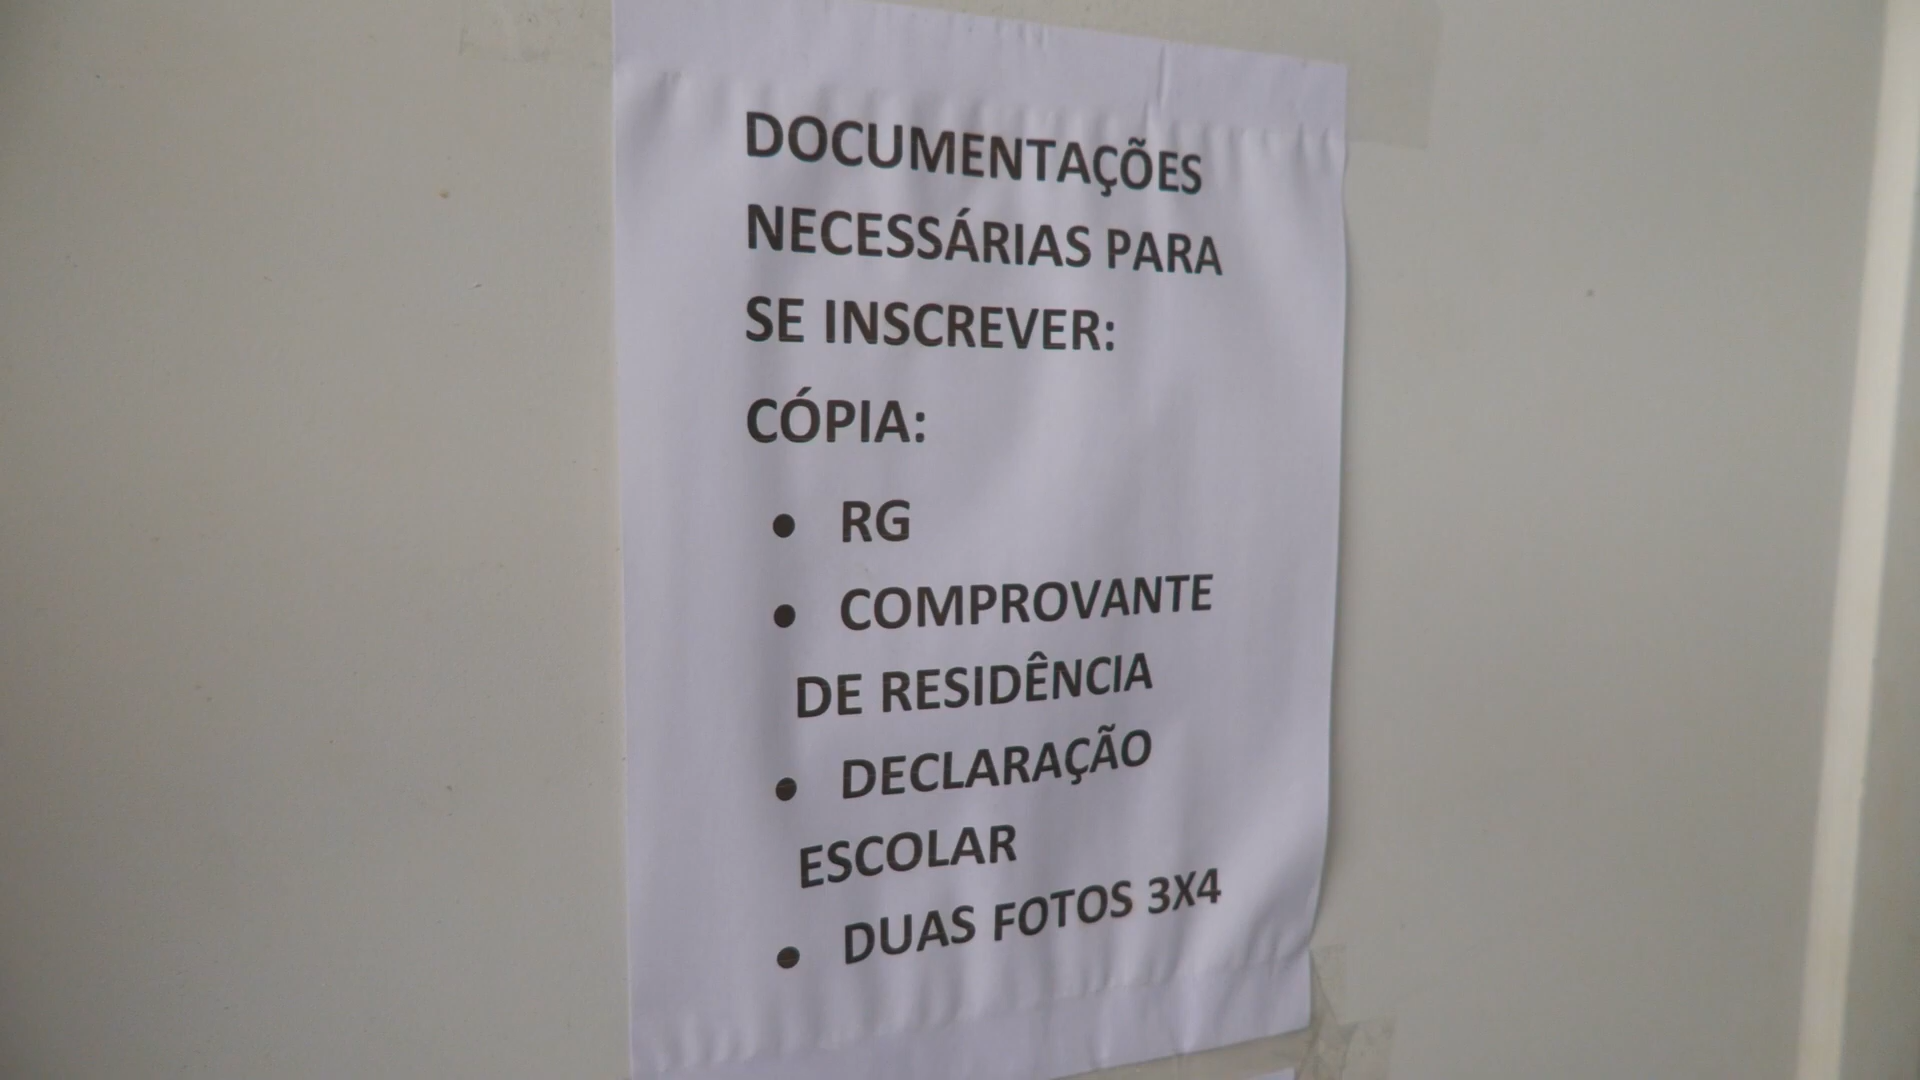 DOCUMENTAÇÕES
NECESSÁRIAS PARA
SE INSCREVER:
CÓPIA:
• RG
• COMPROVANTE
DE RESIDÊNCIA
• DECLARAÇÃO
ESCOLAR
• DUAS FOTOS 3X4